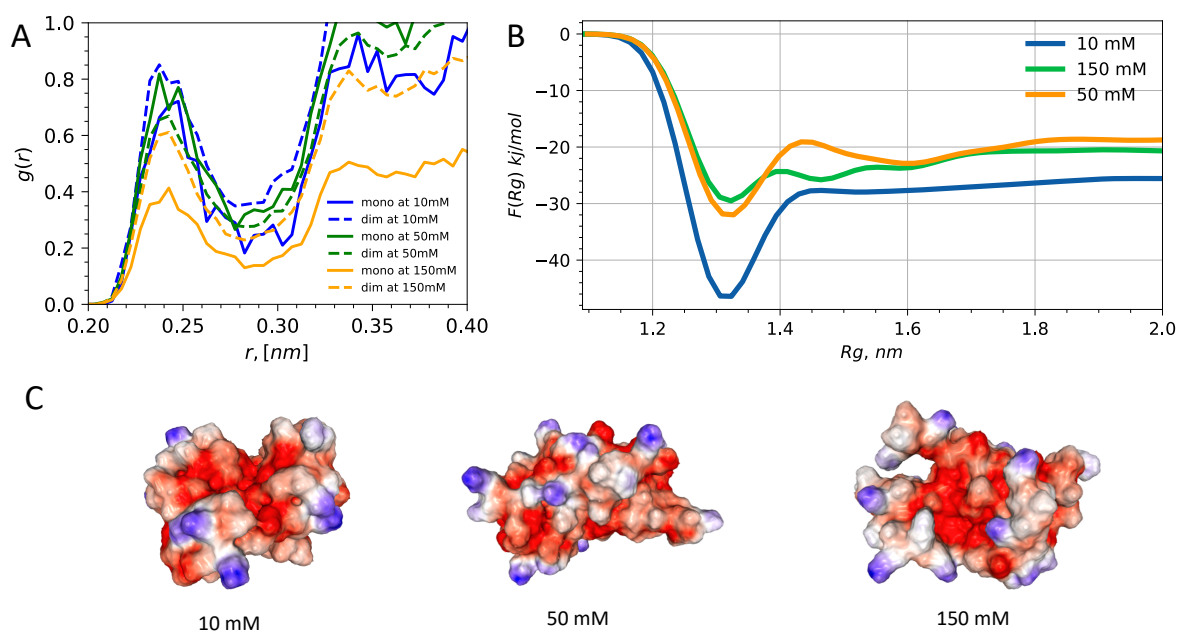 A
1.0
0.8
0.6
0.4
0.2
0.0
g(r)
0.20 0.25 0.30 0.35 0.40
r, [nm]
mono at 10mM
dim at 10mM
mono at 50mM
dim at 50mM
mono at 150mM
dim at 150mM
B
0
−10
−20
−30
−40
F(Rg) kj/mol
1.2 1.4 1.6 1.8 2.0
Rg, nm
10 mM
150 mM
50 mM
C
10 mM
50 mM
150 mM